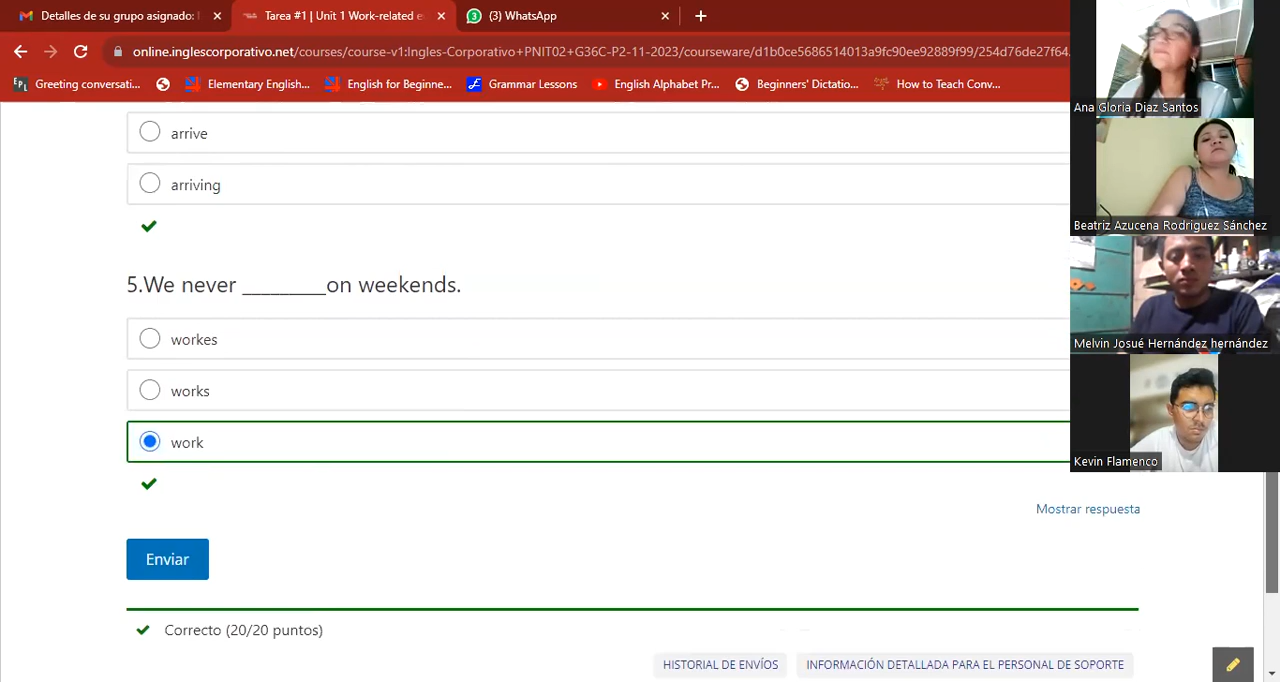 Detalles de su grupo asignado:
Tarea #1 | Unit 1 Work-related e
(3) WhatsApp
online.inglescorporativo.net/courses/course-v1:Ingles-Corporativo+PNIT02+G36C-P2-11-2023/courseware/d1b0ce5686514013a9fc90ee92889f99/254d76de27f64.
Greeting conversati...
Elementary English...
English for Beginne...
Grammar Lessons
English Alphabet Pr...
Beginners' Dictatio...
How to Teach Conv...
arrive
arriving
5.We never _________on weekends.
workes
works
work
Mostrar respuesta
Enviar
Correcto (20/20 puntos)
HISTORIAL DE ENVÍOS
INFORMACIÓN DETALLADA PARA EL PERSONAL DE SOPORTE
Ana Gloria Diaz Santos
Beatriz Azucena Rodriguez Sánchez
Melvin Josué Hernández hernández
Kevin Flamenco